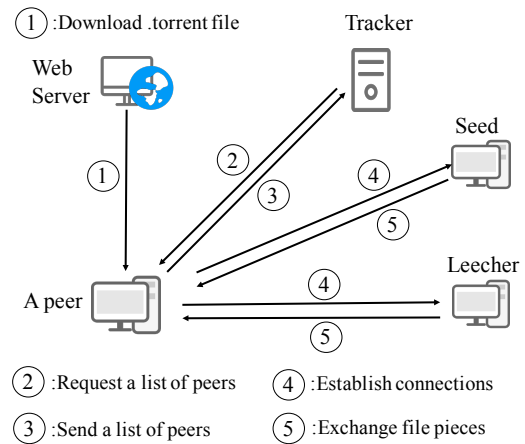 1 :Download .torrent file
Tracker
Web
Server
Seed
2
1
4
3
5
Leecher
A peer
4
5
2 :Request a list of peers
4 :Establish connections
3 :Send a list of peers
5 :Exchange file pieces